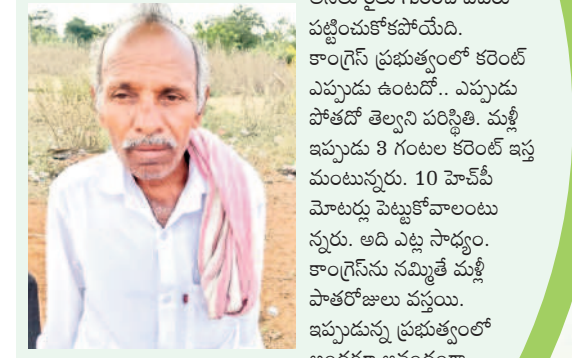 పట్టించుకోకపోయేది.
కాంగ్రెస్ ప్రభుత్వంలో కరెంట్
ఎప్పుడు ఉంటదో.. ఎప్పుడు
పోతదో తెల్వని పరిస్థితి. మళ్లీ
ఇప్పుడు 3 గంటల కరెంట్ ఇస్త
మంటున్నరు. 10 హెచ్‌పీ
మోటర్లు పెట్టుకోవాలంటు
న్నరు. అది ఎట్ల సాధ్యం.
కాంగ్రెస్‌ను నమ్మితే మళ్లీ
పాతరోజులు వస్తయి.
ఇప్పుడున్న ప్రభుత్వంలో